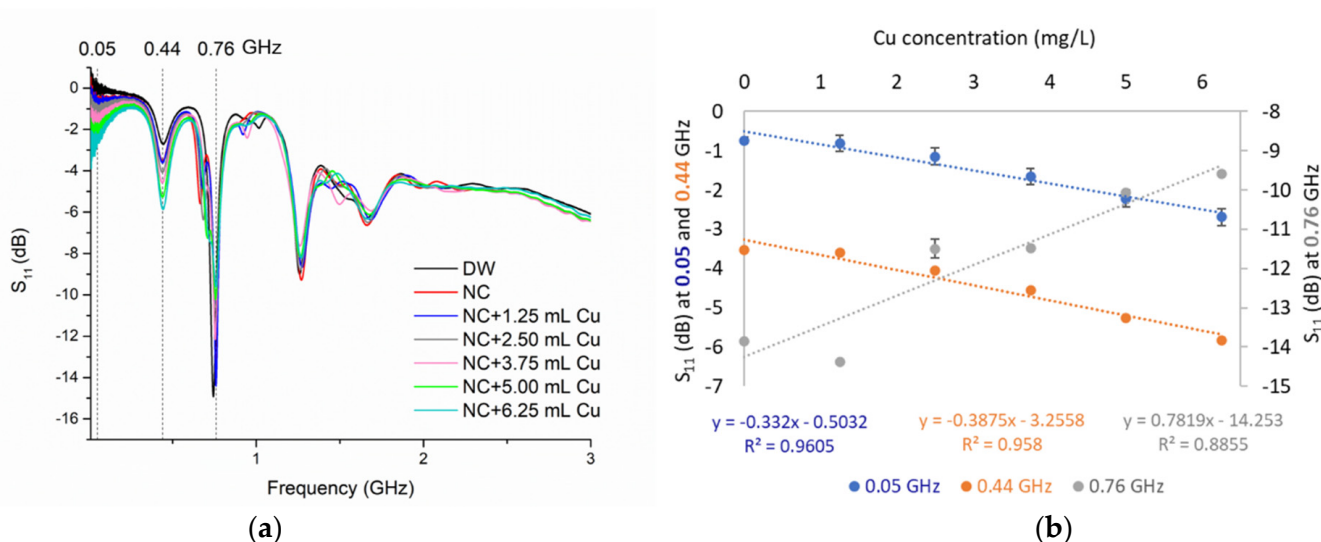 0.05 0.44 0.76 GHz
0
-2
-4
-6
-8
-10
-12
-14
-16
S11 (dB)
DW
NC
NC+1.25 mL Cu
NC+2.50 mL Cu
NC+3.75 mL Cu
NC+5.00 mL Cu
NC+6.25 mL Cu
1 2 3
Frequency (GHz)
(a)
Cu concentration (mg/L)
0 1 2 3 4 5 6
S11 (dB) at 0.05 and 0.44 GHz
0
-1
-2
-3
-4
-5
-6
-7
-8
-9
-10
-11
-12
-13
-14
-15
S11 (dB) at 0.76 GHz
y = -0.332x - 0.5032 y = -0.3875x - 3.2558 y = 0.7819x - 14.253
R² = 0.9605 R² = 0.958 R² = 0.8855
0.05 GHz 0.44 GHz 0.76 GHz
(b)